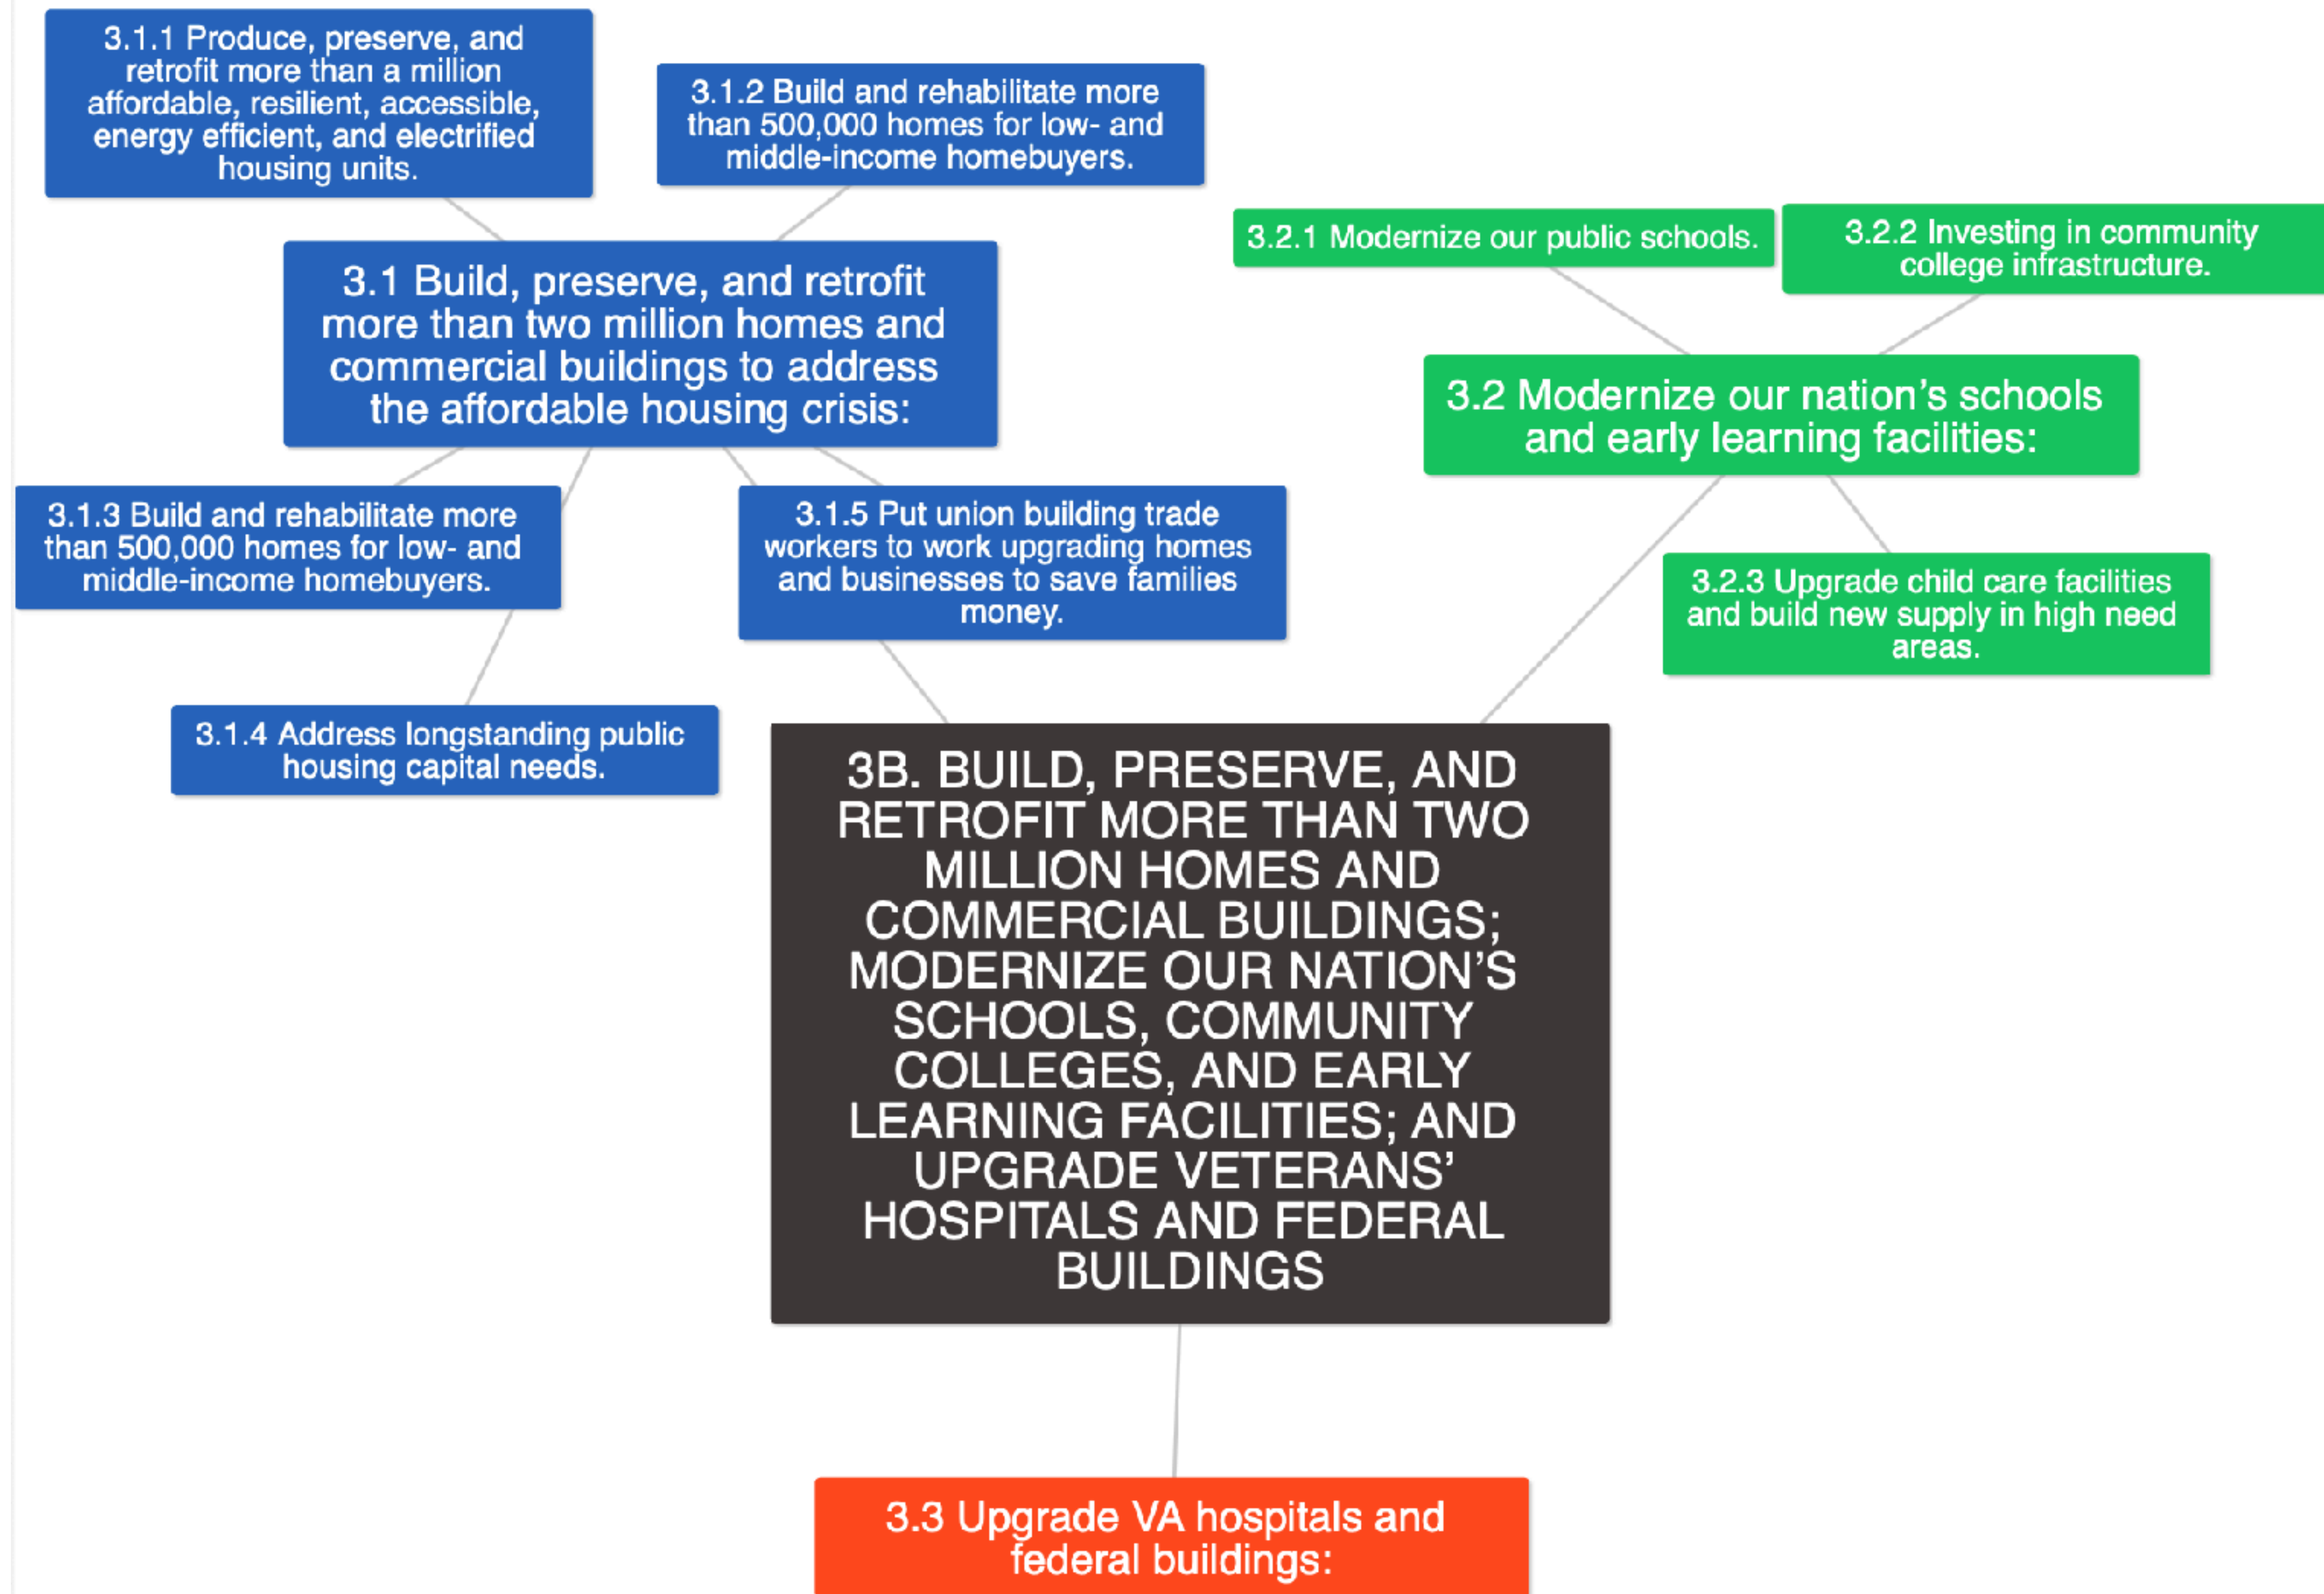 3.1.1 Produce, preserve, and
retrofit more than a million
affordable, resilient, accessible,
energy efficient, and electrified
housing units.
3.1.2 Build and rehabilitate more
than 500,000 homes for low- and
middle-income homebuyers.
3.2.1 Modernize our public schools.
3.2.2 Investing in community
college infrastructure.
3.1 Build, preserve, and retrofit
more than two million homes and
commercial buildings to address
the affordable housing crisis:
3.2 Modernize our nation’s schools
and early learning facilities:
3.1.3 Build and rehabilitate more
than 500,000 homes for low- and
middle-income homebuyers.
3.1.5 Put union building trade
workers to work upgrading homes
and businesses to save families
money.
3.2.3 Upgrade child care facilities
and build new supply in high need
areas.
3.1.4 Address longstanding public
housing capital needs.
3B. BUILD, PRESERVE, AND
RETROFIT MORE THAN TWO
MILLION HOMES AND
COMMERCIAL BUILDINGS;
MODERNIZE OUR NATION’S
SCHOOLS, COMMUNITY
COLLEGES, AND EARLY
LEARNING FACILITIES; AND
UPGRADE VETERANS’
HOSPITALS AND FEDERAL
BUILDINGS
3.3 Upgrade VA hospitals and
federal buildings: